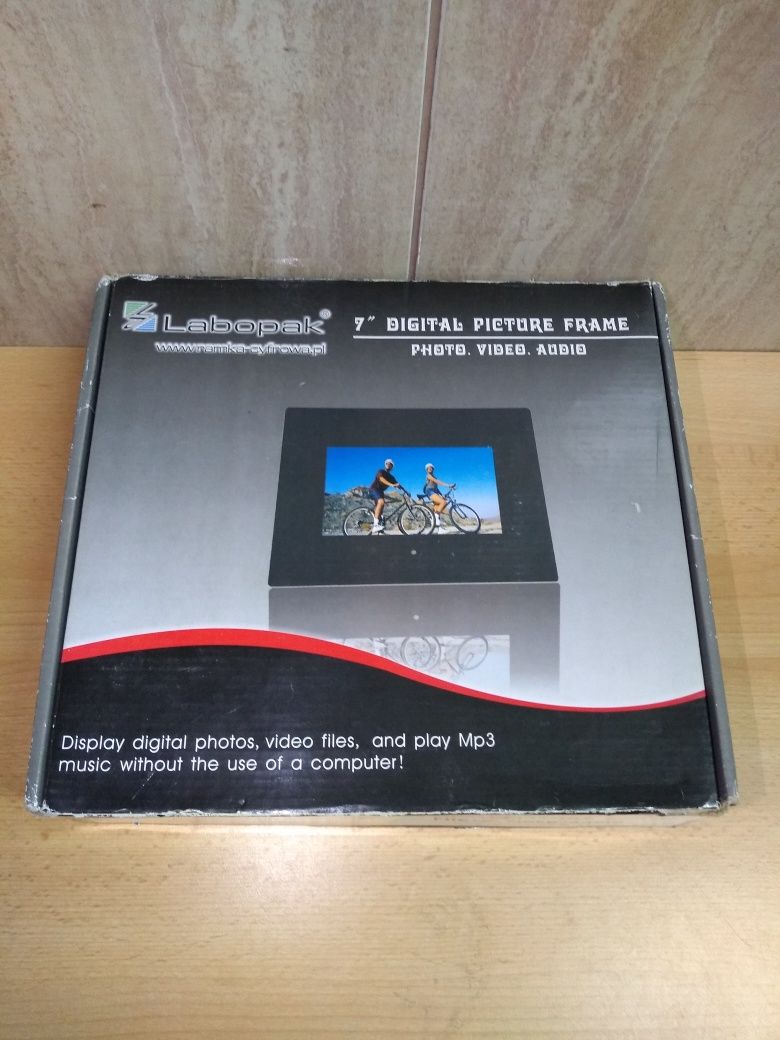 Labopak®
www.ramka-cyfrowa.pl
7" DIGITAL PICTURE FRAME
PHOTO. VIDEO. AUDIO
Display digital photos, video files, and play Mp3
music without the use of a computer!